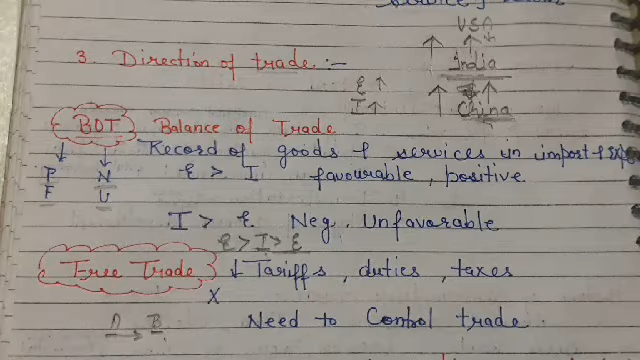 USA
3. Direction of trade :-
India
E ↑
I ↑
China
- BOT Balance of Trade
Record of goods & services in import & exp
P N E > I favourable, positive
F U
I > E Neg. Unfavorable
E > I > E
Free Trade ↓ Tariffs, duties, taxes
X
A B Need to Control trade